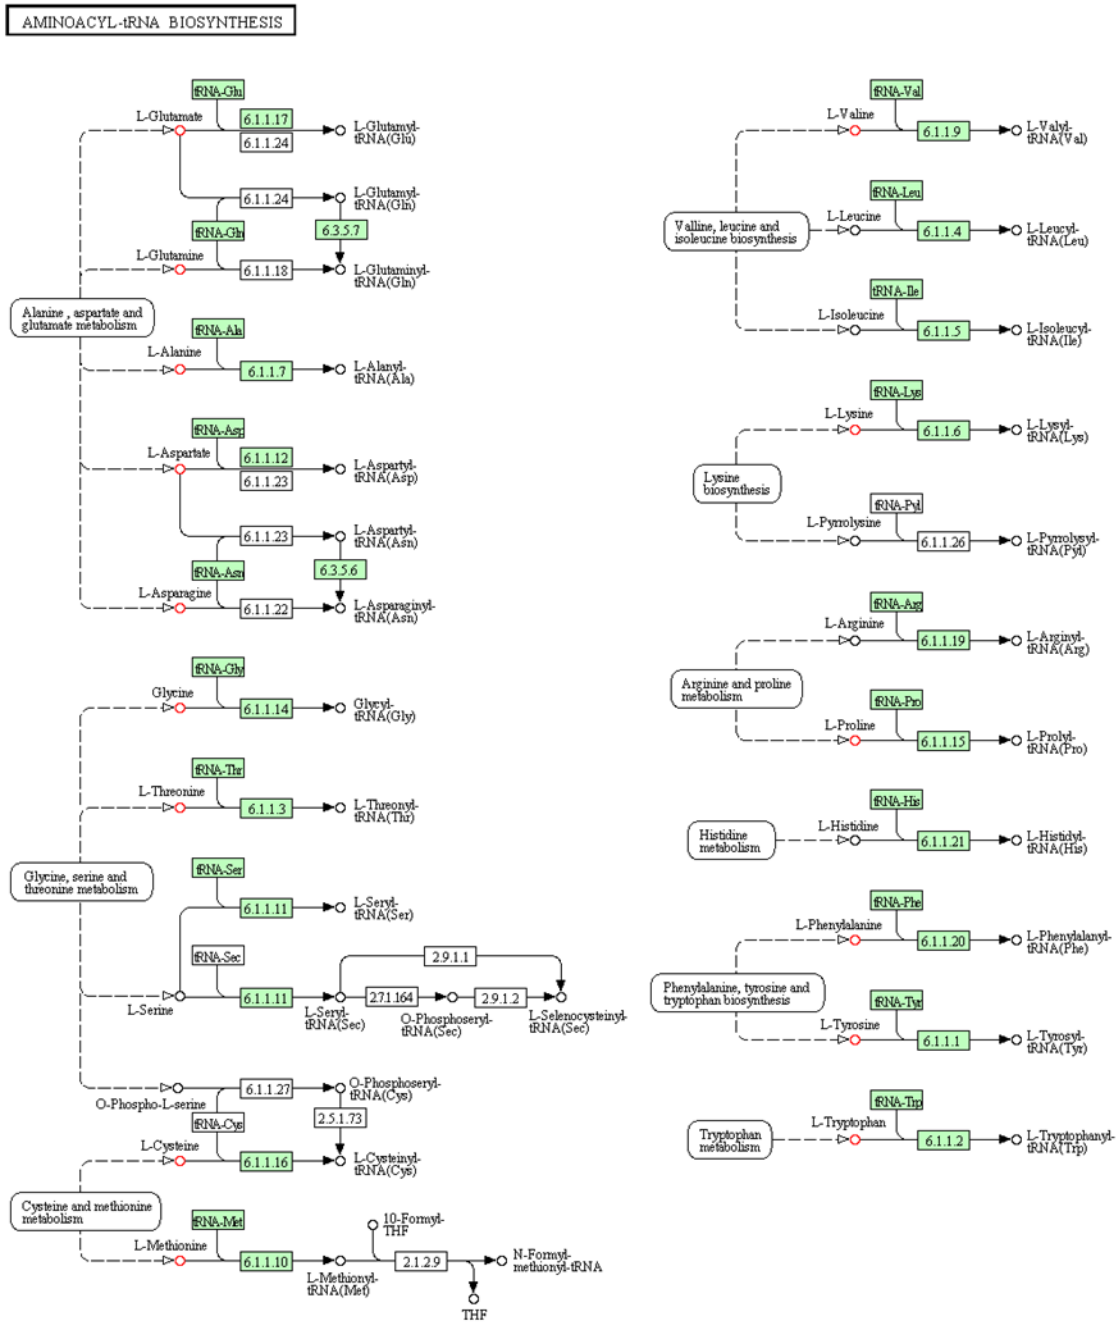 AMINOACYL-tRNA BIOSYNTHESIS
tRNA-Glu
L-Glutamate
6.1.1.17
6.1.1.24
L-Glutamyl-
tRNA(Glu)
6.1.1.24
L-Glutamyl-
tRNA(Gln)
tRNA-Gln
6.3.5.7
L-Glutamine
6.1.1.18
L-Glutaminyl-
tRNA(Gln)
Alanine , aspartate and
glutamate metabolism
tRNA-Ala
L-Alanine
6.1.1.7
L-Alanyl-
tRNA(Ala)
tRNA-Asp
L-Aspartate
6.1.1.12
6.1.1.23
L-Aspartyl-
tRNA(Asp)
6.1.1.23
L-Aspartyl-
tRNA(Asn)
tRNA-Asn
6.3.5.6
L-Asparagine
6.1.1.22
L-Asparaginyl-
tRNA(Asn)
tRNA-Gly
Glycine
6.1.1.14
Glycyl-
tRNA(Gly)
tRNA-Thr
L-Threonine
6.1.1.3
L-Threonyl-
tRNA(Thr)
Glycine, serine and
threonine metabolism
tRNA-Ser
6.1.1.11
L-Seryl-
tRNA(Ser)
tRNA-Sec
L-Serine
6.1.1.11
L-Seryl-
tRNA(Sec)
2.9.1.1
2.7.1.164
O-Phosphoseryl-
tRNA(Sec)
2.9.1.2
L-Selenocysteinyl-
tRNA(Sec)
O-Phospho-L-serine
6.1.1.27
O-Phosphoseryl-
tRNA(Cys)
tRNA-Cys
2.5.1.73
L-Cysteine
6.1.1.16
L-Cysteinyl-
tRNA(Cys)
Cysteine and methionine
metabolism
tRNA-Met
L-Methionine
6.1.1.10
L-Methionyl-
tRNA(Met)
10-Formyl-
THF
2.1.2.9
N-Formyl-
methionyl-tRNA
THF
tRNA-Val
L-Valine
6.1.1.9
L-Valyl-
tRNA(Val)
Valline, leucine and
isoleucine biosynthesis
tRNA-Leu
L-Leucine
6.1.1.4
L-Leucyl-
tRNA(Leu)
tRNA-Ile
L-Isoleucine
6.1.1.5
L-Isoleucyl-
tRNA(Ile)
tRNA-Lys
L-Lysine
6.1.1.6
L-Lysyl-
tRNA(Lys)
Lysine
biosynthesis
tRNA-Pyl
L-Pyrrolysine
6.1.1.26
L-Pyrrolysyl-
tRNA(Pyl)
tRNA-Arg
L-Arginine
6.1.1.19
L-Arginyl-
tRNA(Arg)
Arginine and proline
metabolism
tRNA-Pro
L-Proline
6.1.1.15
L-Prolyl-
tRNA(Pro)
tRNA-His
Histidine
metabolism
L-Histidine
6.1.1.21
L-Histidyl-
tRNA(His)
tRNA-Phe
L-Phenylalanine
6.1.1.20
L-Phenylalanyl-
tRNA(Phe)
Phenylalanine, tyrosine and
tryptophan biosynthesis
tRNA-Tyr
L-Tyrosine
6.1.1.1
L-Tyrosyl-
tRNA(Tyr)
tRNA-Trp
Tryptophan
metabolism
L-Tryptophan
6.1.1.2
L-Tryptophanyl-
tRNA(Trp)